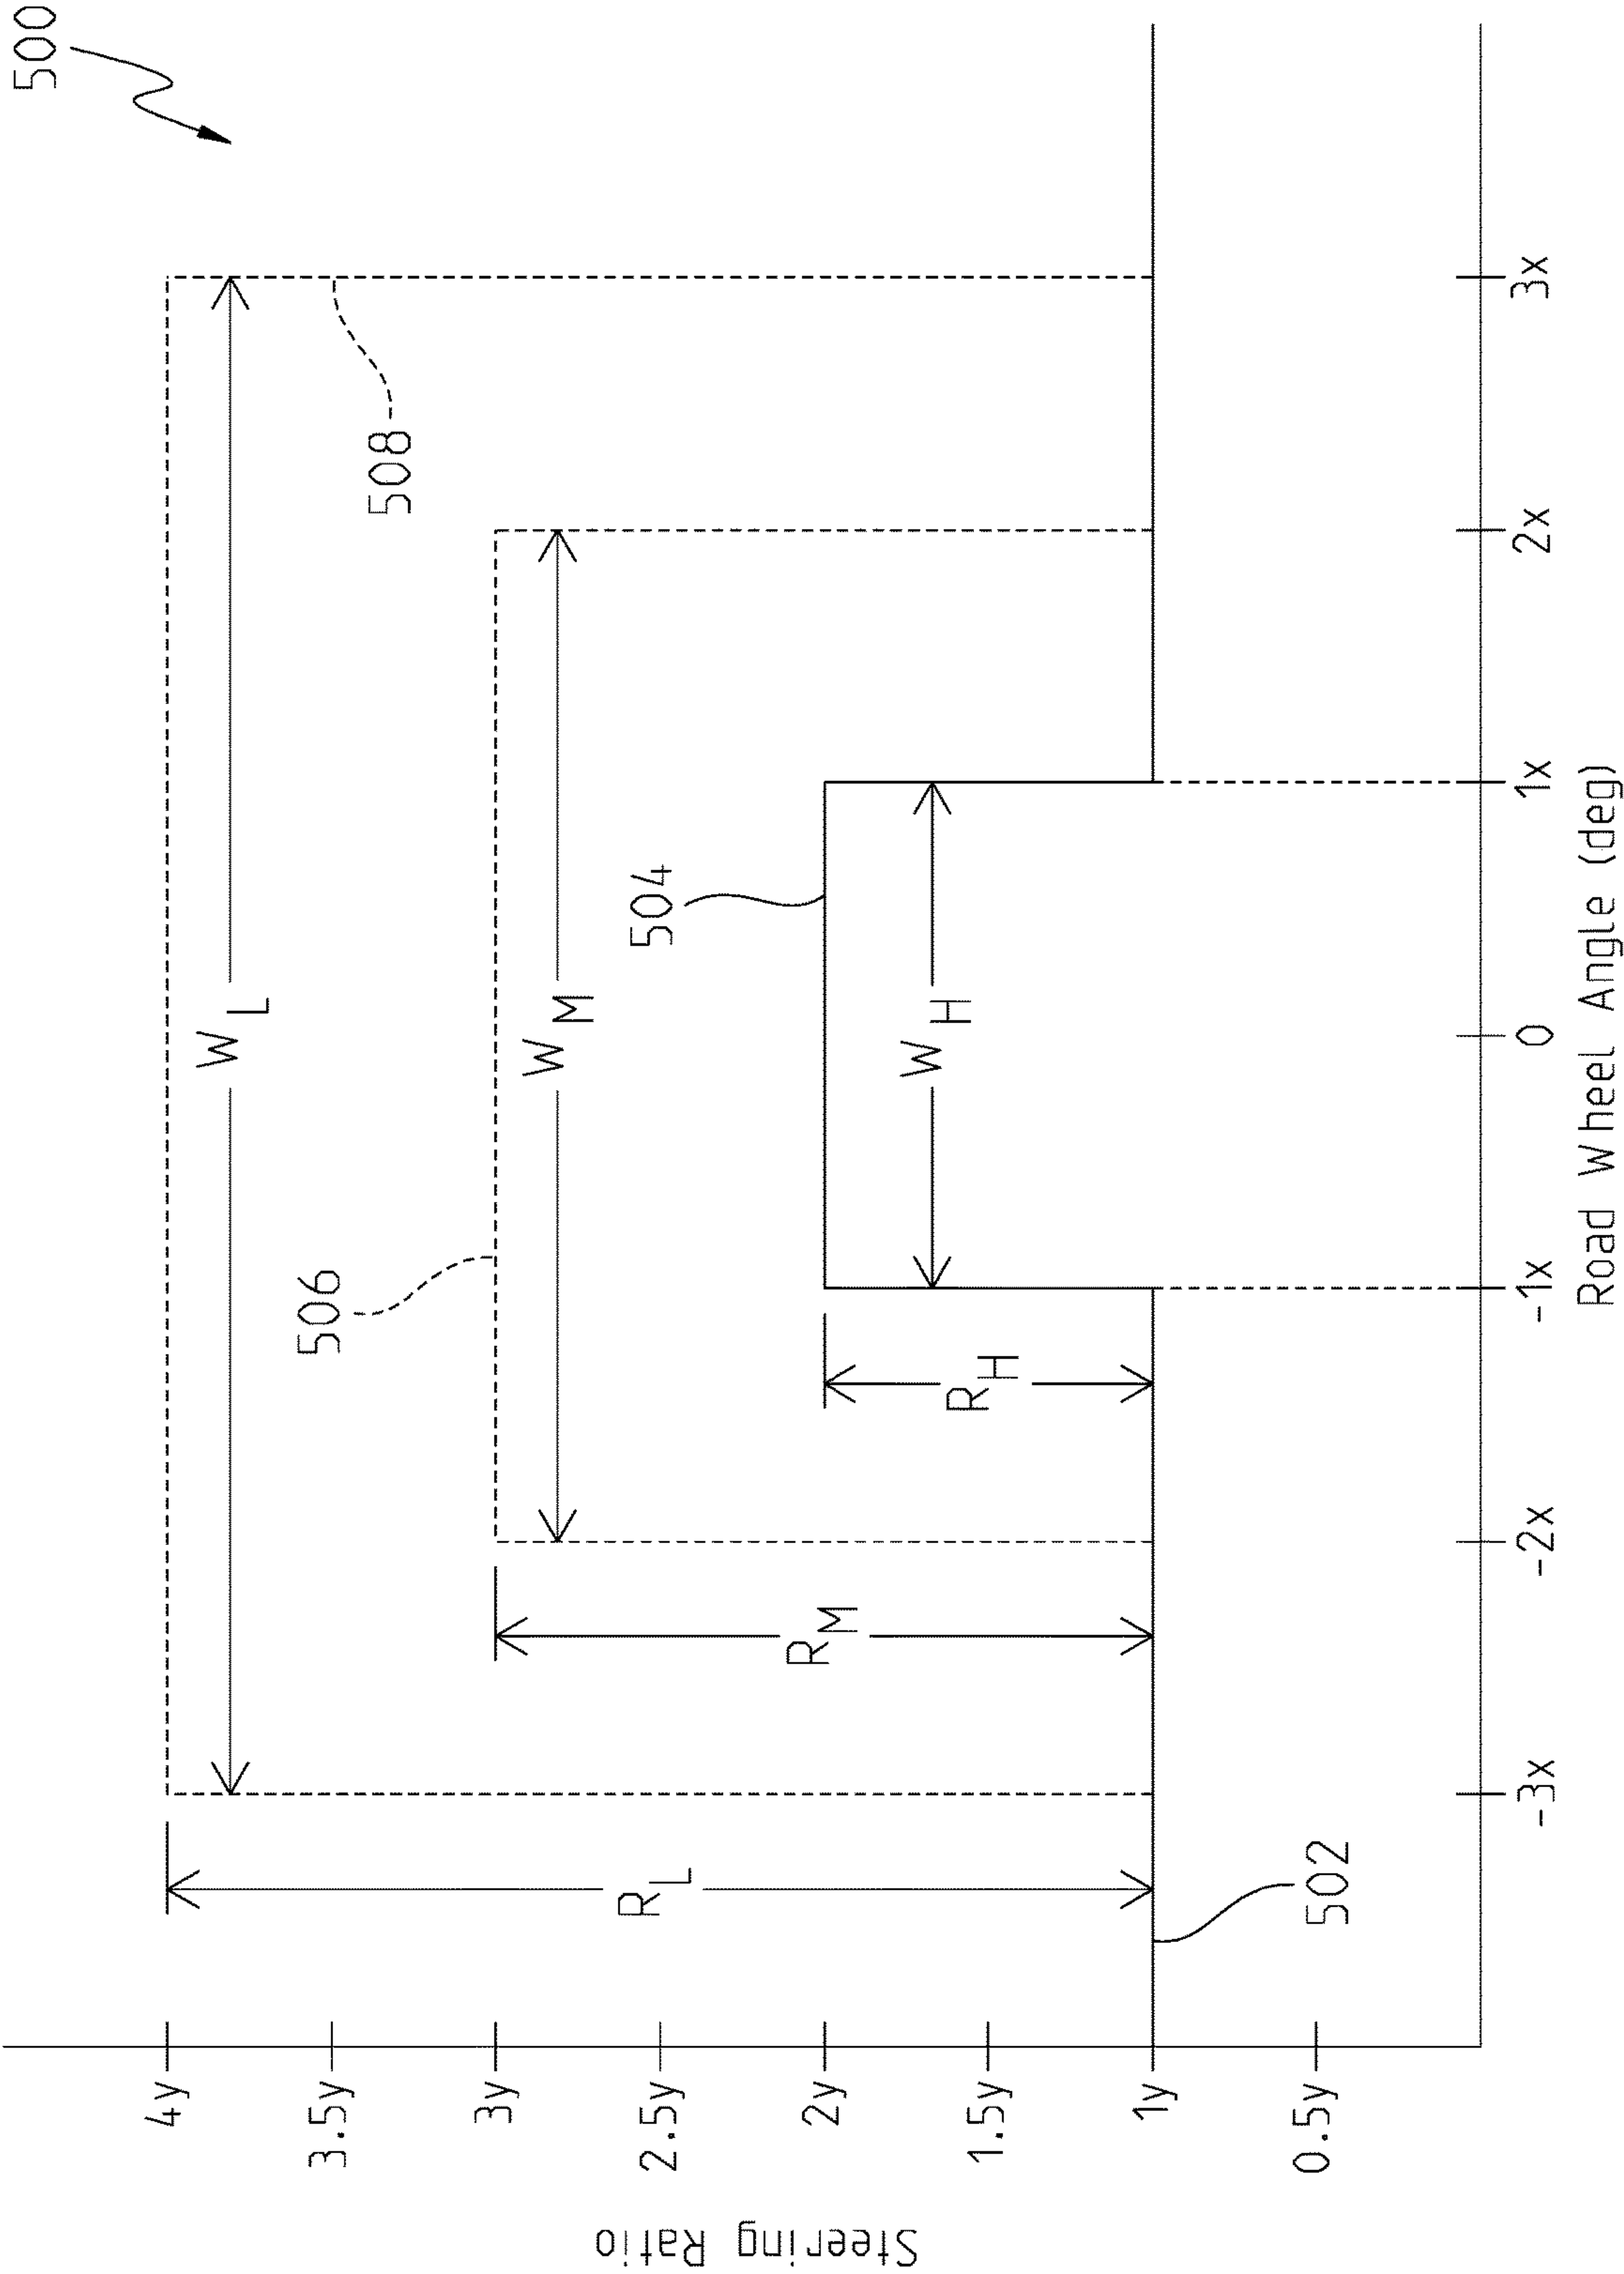 500
4y
3.5y
3y
2.5y
2y
1.5y
1y
0.5y
Steering Ratio
W L
W M
W H
R L
R M
R H
508
506
504
502
-3x
-2x
-1x
0
1x
2x
3x
Road Wheel Angle (deg)